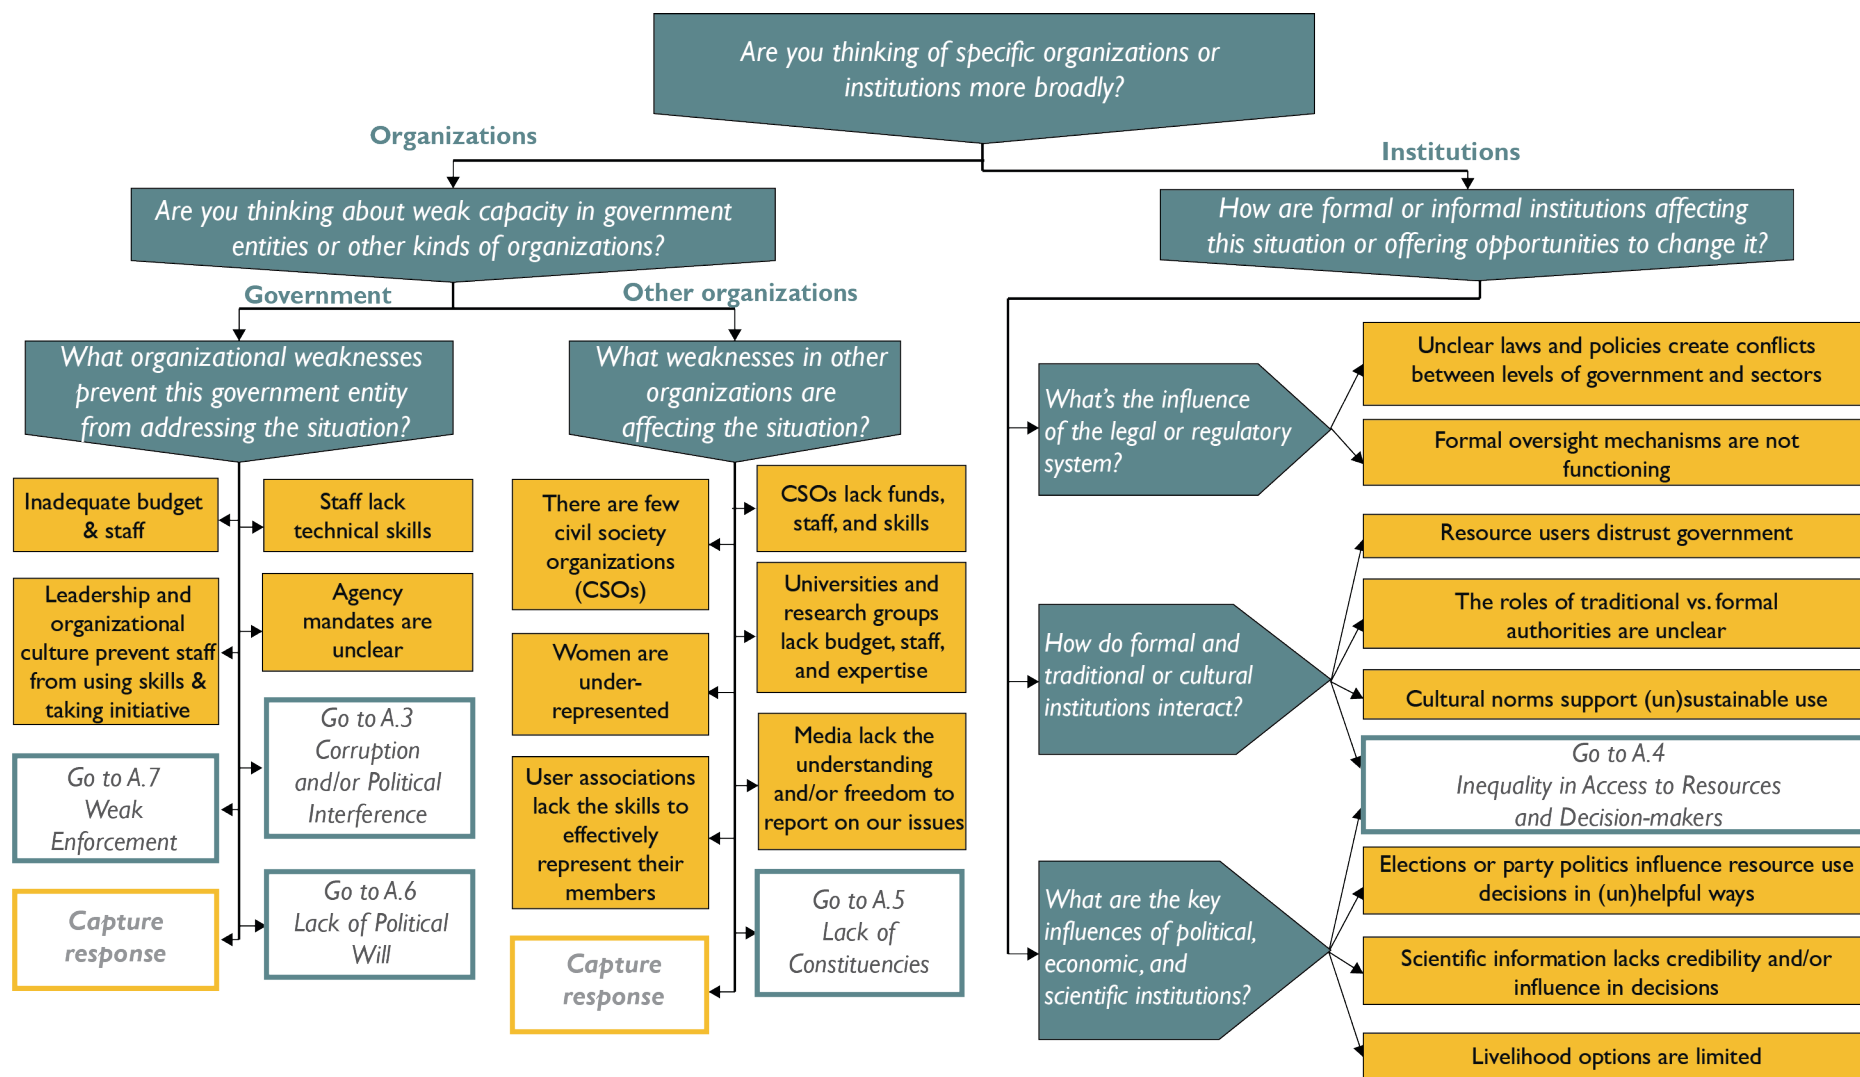 Are you thinking of specific organizations or
institutions more broadly?
Organizations
Institutions
Are you thinking about weak capacity in government
entities or other kinds of organizations?
How are formal or informal institutions affecting
this situation or offering opportunities to change it?
Government
Other organizations
What organizational weaknesses
prevent this government entity
from addressing the situation?
What weaknesses in other
organizations are
affecting the situation?
Inadequate budget
& staff
Staff lack
technical skills
Leadership and
organizational
culture prevent staff
from using skills &
taking initiative
Agency
mandates are
unclear
Go to A.3
Corruption
and/or Political
Interference
Go to A.7
Weak
Enforcement
Go to A.6
Lack of Political
Will
Capture
response
There are few
civil society
organizations
(CSOs)
CSOs lack funds,
staff, and skills
Universities and
research groups
lack budget, staff,
and expertise
Women are
under-
represented
Media lack the
understanding
and/or freedom to
report on our issues
User associations
lack the skills to
effectively
represent their
members
Go to A.5
Lack of
Constituencies
Capture
response
What's the influence
of the legal or regulatory
system?
Unclear laws and policies create conflicts
between levels of government and sectors
Formal oversight mechanisms are not
functioning
How do formal and
traditional or cultural
institutions interact?
Resource users distrust government
The roles of traditional vs. formal
authorities are unclear
Cultural norms support (un)sustainable use
Go to A.4
Inequality in Access to Resources
and Decision-makers
What are the key
influences of political,
economic, and
scientific institutions?
Elections or party politics influence resource use
decisions in (un)helpful ways
Scientific information lacks credibility and/or
influence in decisions
Livelihood options are limited